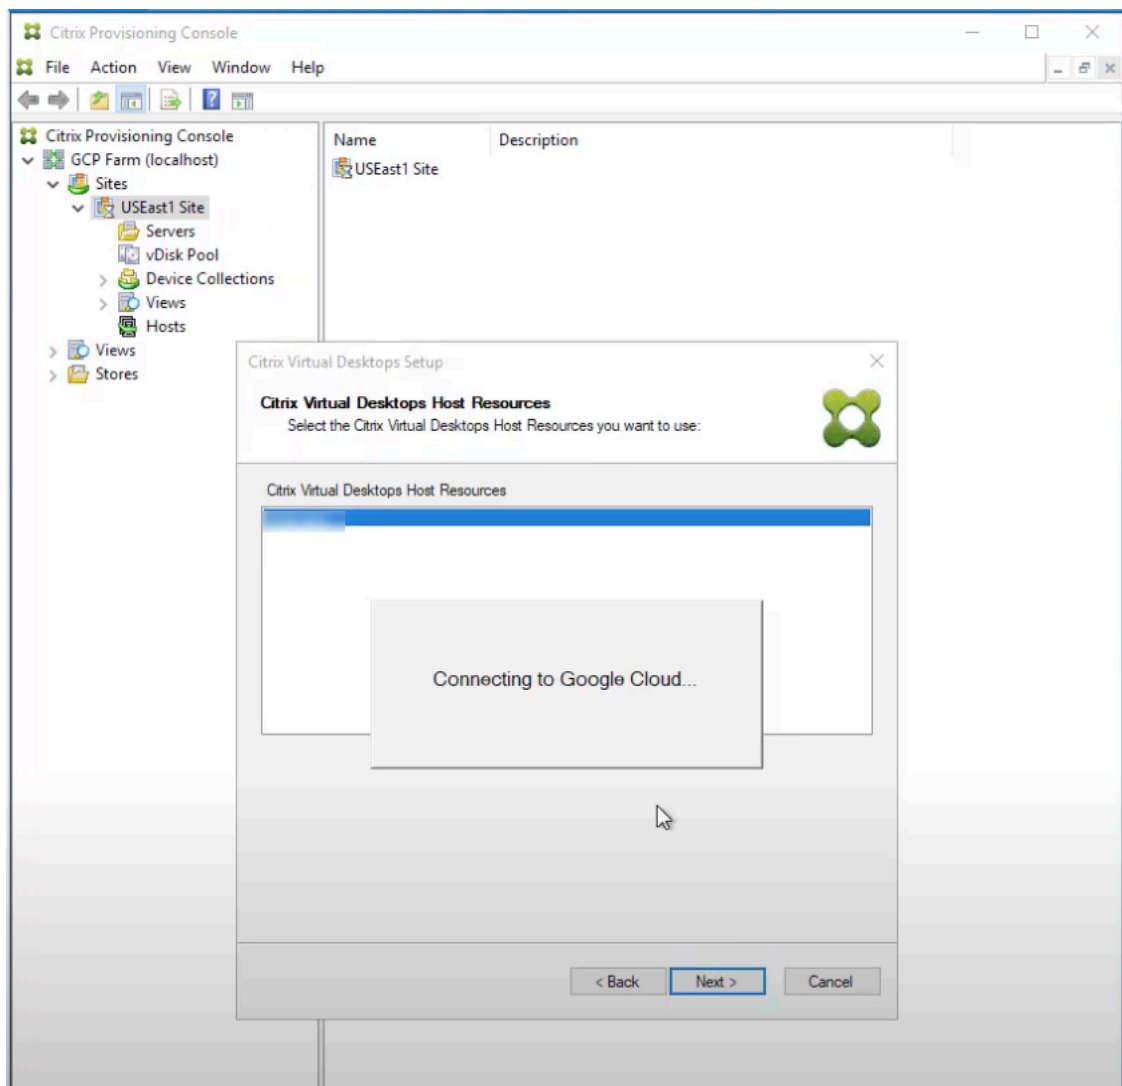 Citrix Provisioning Console
File Action View Window Help
Citrix Provisioning Console
GCP Farm (localhost)
Sites
USEast1 Site
Servers
vDisk Pool
Device Collections
Views
Hosts
Views
Stores
Name Description
USEast1 Site
Citrix Virtual Desktops Setup
Citrix Virtual Desktops Host Resources
Select the Citrix Virtual Desktops Host Resources you want to use:
Citrix Virtual Desktops Host Resources
Connecting to Google Cloud...
< Back Next > Cancel